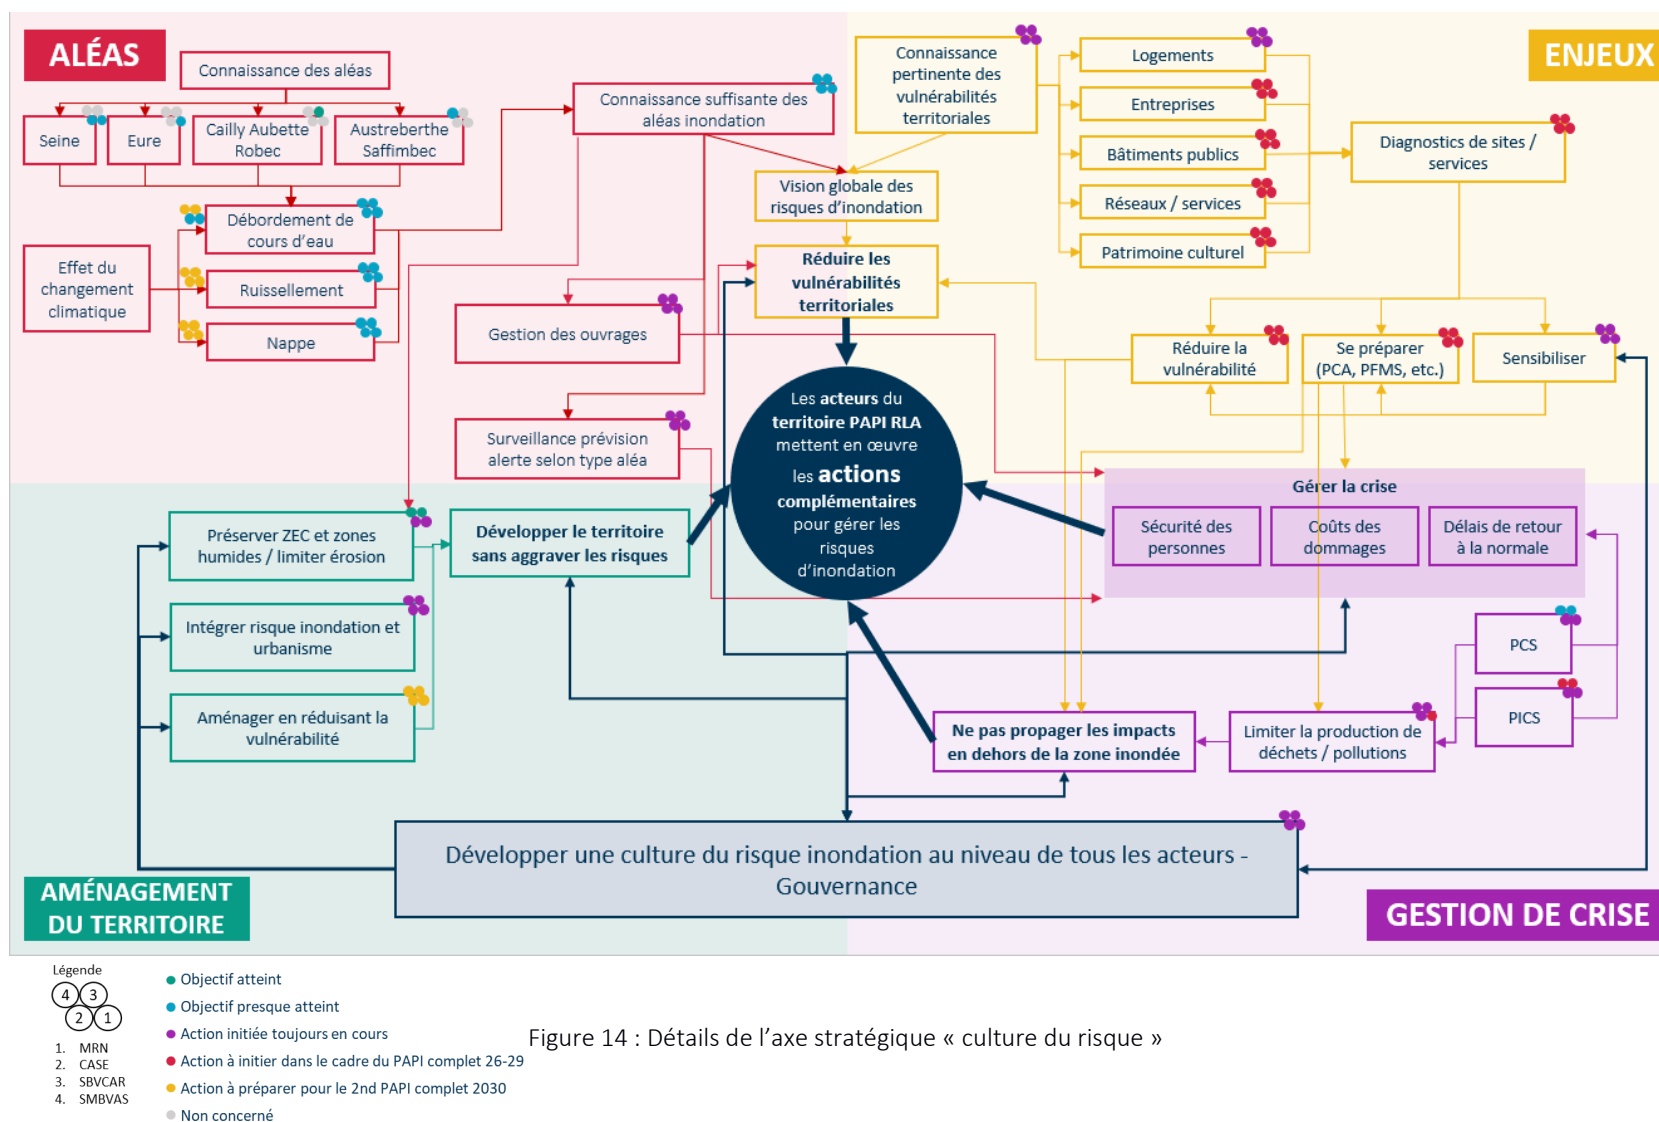 ALÉAS
Connaissance des aléas
Seine
Eure
Cailly Aubette
Robec
Austreberthe
Saffimbec
Débordement de
cours d'eau
Effet du
changement
climatique
Ruissellement
Nappe
Connaissance suffisante des
aléas inondation
Gestion des ouvrages
Surveillance prévision
alerte selon type aléa
ENJEUX
Connaissance
pertinente des
vulnérabilités
territoriales
Logements
Entreprises
Bâtiments publics
Réseaux / services
Patrimoine culturel
Diagnostics de sites /
services
Vision globale des
risques d'inondation
Réduire les
vulnérabilités
territoriales
Réduire la
vulnérabilité
Se préparer
(PCA, PFMS, etc.)
Sensibiliser
Les acteurs du
territoire PAPI RLA
mettent en œuvre
les actions
complémentaires
pour gérer les
risques
d'inondation
Préserver ZEC et zones
humides / limiter érosion
Intégrer risque inondation et
urbanisme
Aménager en réduisant la
vulnérabilité
Développer le territoire
sans aggraver les risques
Gérer la crise
Sécurité des
personnes
Coûts des
dommages
Délais de retour
à la normale
PCS
PICS
Ne pas propager les impacts
en dehors de la zone inondée
Limiter la production de
déchets / pollutions
Développer une culture du risque inondation au niveau de tous les acteurs -
Gouvernance
AMÉNAGEMENT
DU TERRITOIRE
GESTION DE CRISE
Légende
4 3
2 1
1. MRN
2. CASE
3. SBVCAR
4. SMBVAS
Objectif atteint
Objectif presque atteint
Action initiée toujours en cours
Action à initier dans le cadre du PAPI complet 26-29
Action à préparer pour le 2nd PAPI complet 2030
Non concerné
Figure 14 : Détails de l'axe stratégique « culture du risque »